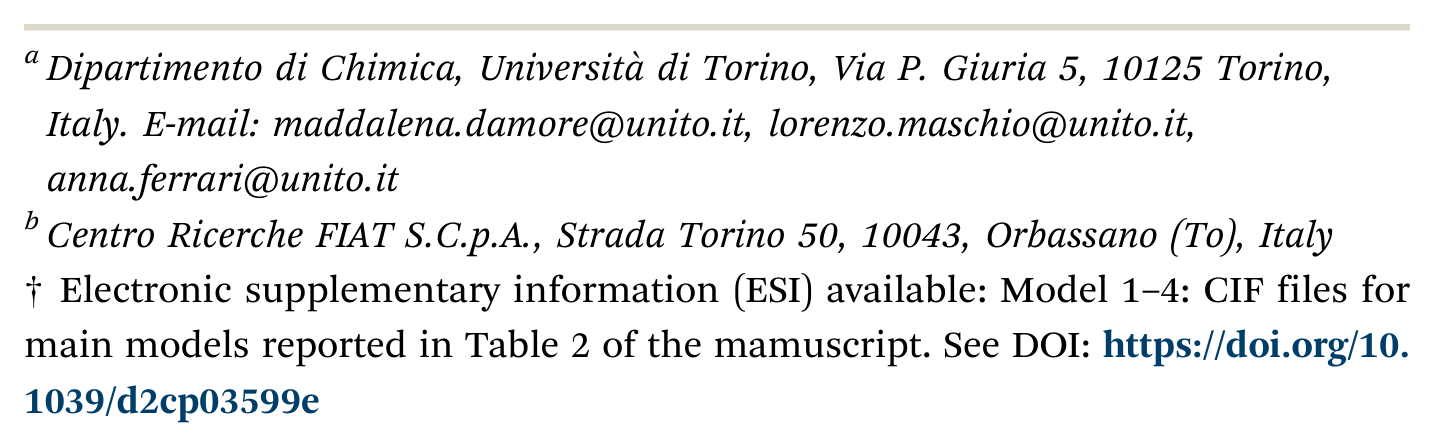 a Dipartimento di Chimica, Università di Torino, Via P. Giuria 5, 10125 Torino,
Italy. E-mail: maddalena.damore@unito.it, lorenzo.maschio@unito.it,
anna.ferrari@unito.it
b Centro Ricerche FIAT S.C.p.A., Strada Torino 50, 10043, Orbassano (To), Italy
† Electronic supplementary information (ESI) available: Model 1–4: CIF files for
main models reported in Table 2 of the mamuscript. See DOI: https://doi.org/10.
1039/d2cp03599e